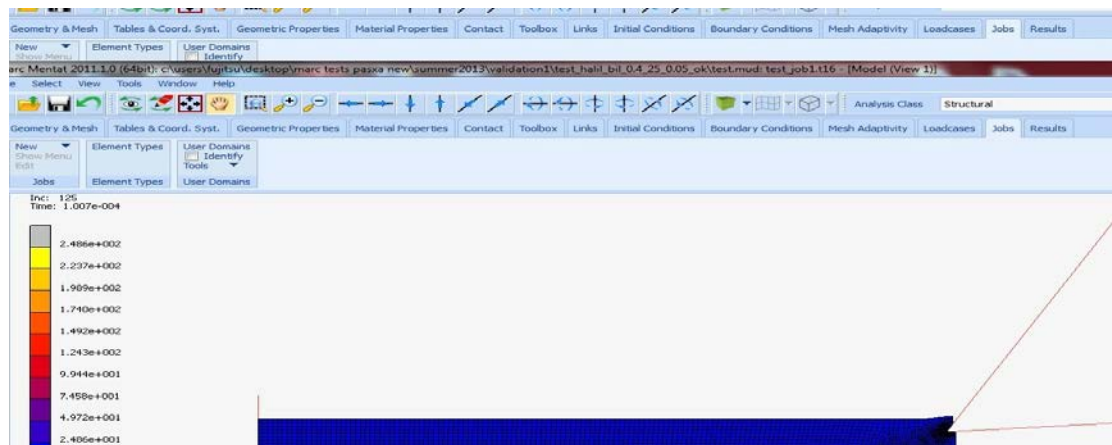 Geometry & Mesh Tables & Coord. Syst. Geometric Properties Material Properties Contact Toolbox Links Initial Conditions Boundary Conditions Mesh Adaptivity Loadcases Jobs Results
New Element Types User Domains
Show Menu Identify
arc Mentat 2011.1.0 (64bit): c:\users\fujitsu\desktop\marc tests pasxa new\summer2013\validation1\test_halil_bil_0.4_25_0.05_ok\test.mud: test_job1.t16 - [Model (View 1)]
e Select View Tools Window Help
Analysis Class Structural
Geometry & Mesh Tables & Coord. Syst. Geometric Properties Material Properties Contact Toolbox Links Initial Conditions Boundary Conditions Mesh Adaptivity Loadcases Jobs Results
New Element Types User Domains
Show Menu Identify
Edit Tools
Jobs Element Types User Domains
Inc: 125
Time: 1.007e-004
2.486e+002
2.237e+002
1.989e+002
1.740e+002
1.492e+002
1.243e+002
9.944e+001
7.458e+001
4.972e+001
2.486e+001